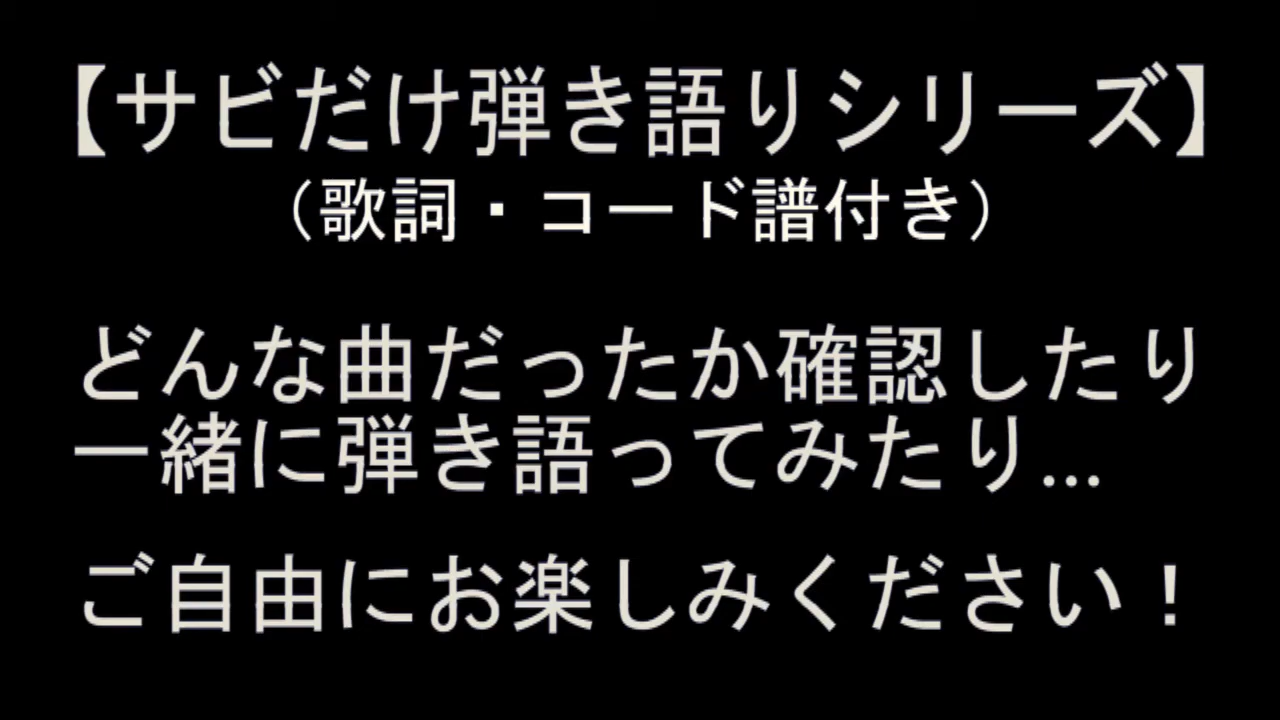 【サビだけ弾き語りシリーズ】
（歌詞・コード譜付き）
どんな曲だったか確認したり
一緒に弾き語ってみたり...
ご自由にお楽しみください！